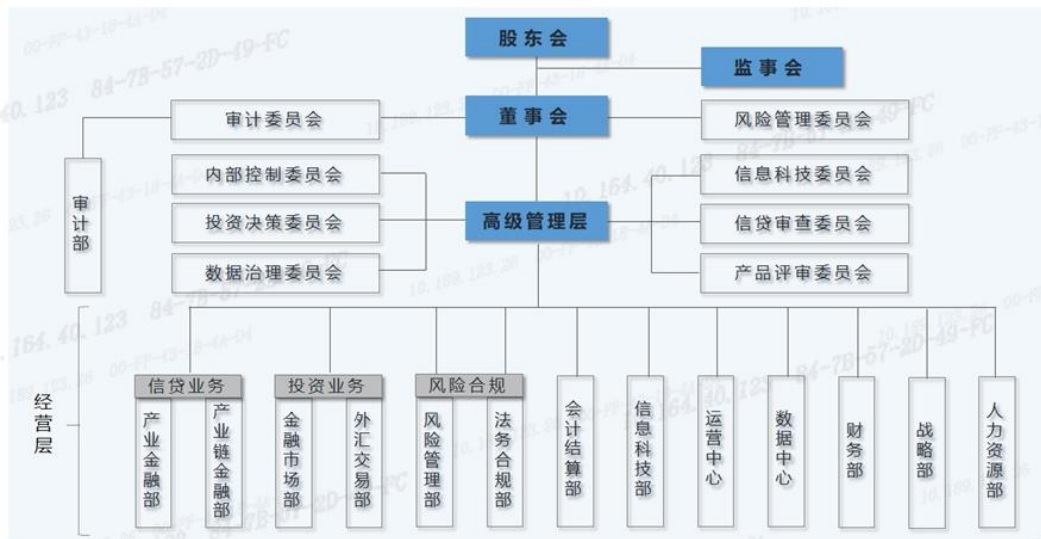 股东会
监事会
董事会
审计委员会
风险管理委员会
内部控制委员会
信息科技委员会
审计部
投资决策委员会
高级管理层
信贷审查委员会
数据治理委员会
产品评审委员会
经营层
信贷业务
投资业务
风险合规
产业金融部
产业链金融部
金融市场部
外汇交易部
风险管理部
法务合规部
会计结算部
信息科技部
运营中心
数据中心
财务部
战略部
人力资源部